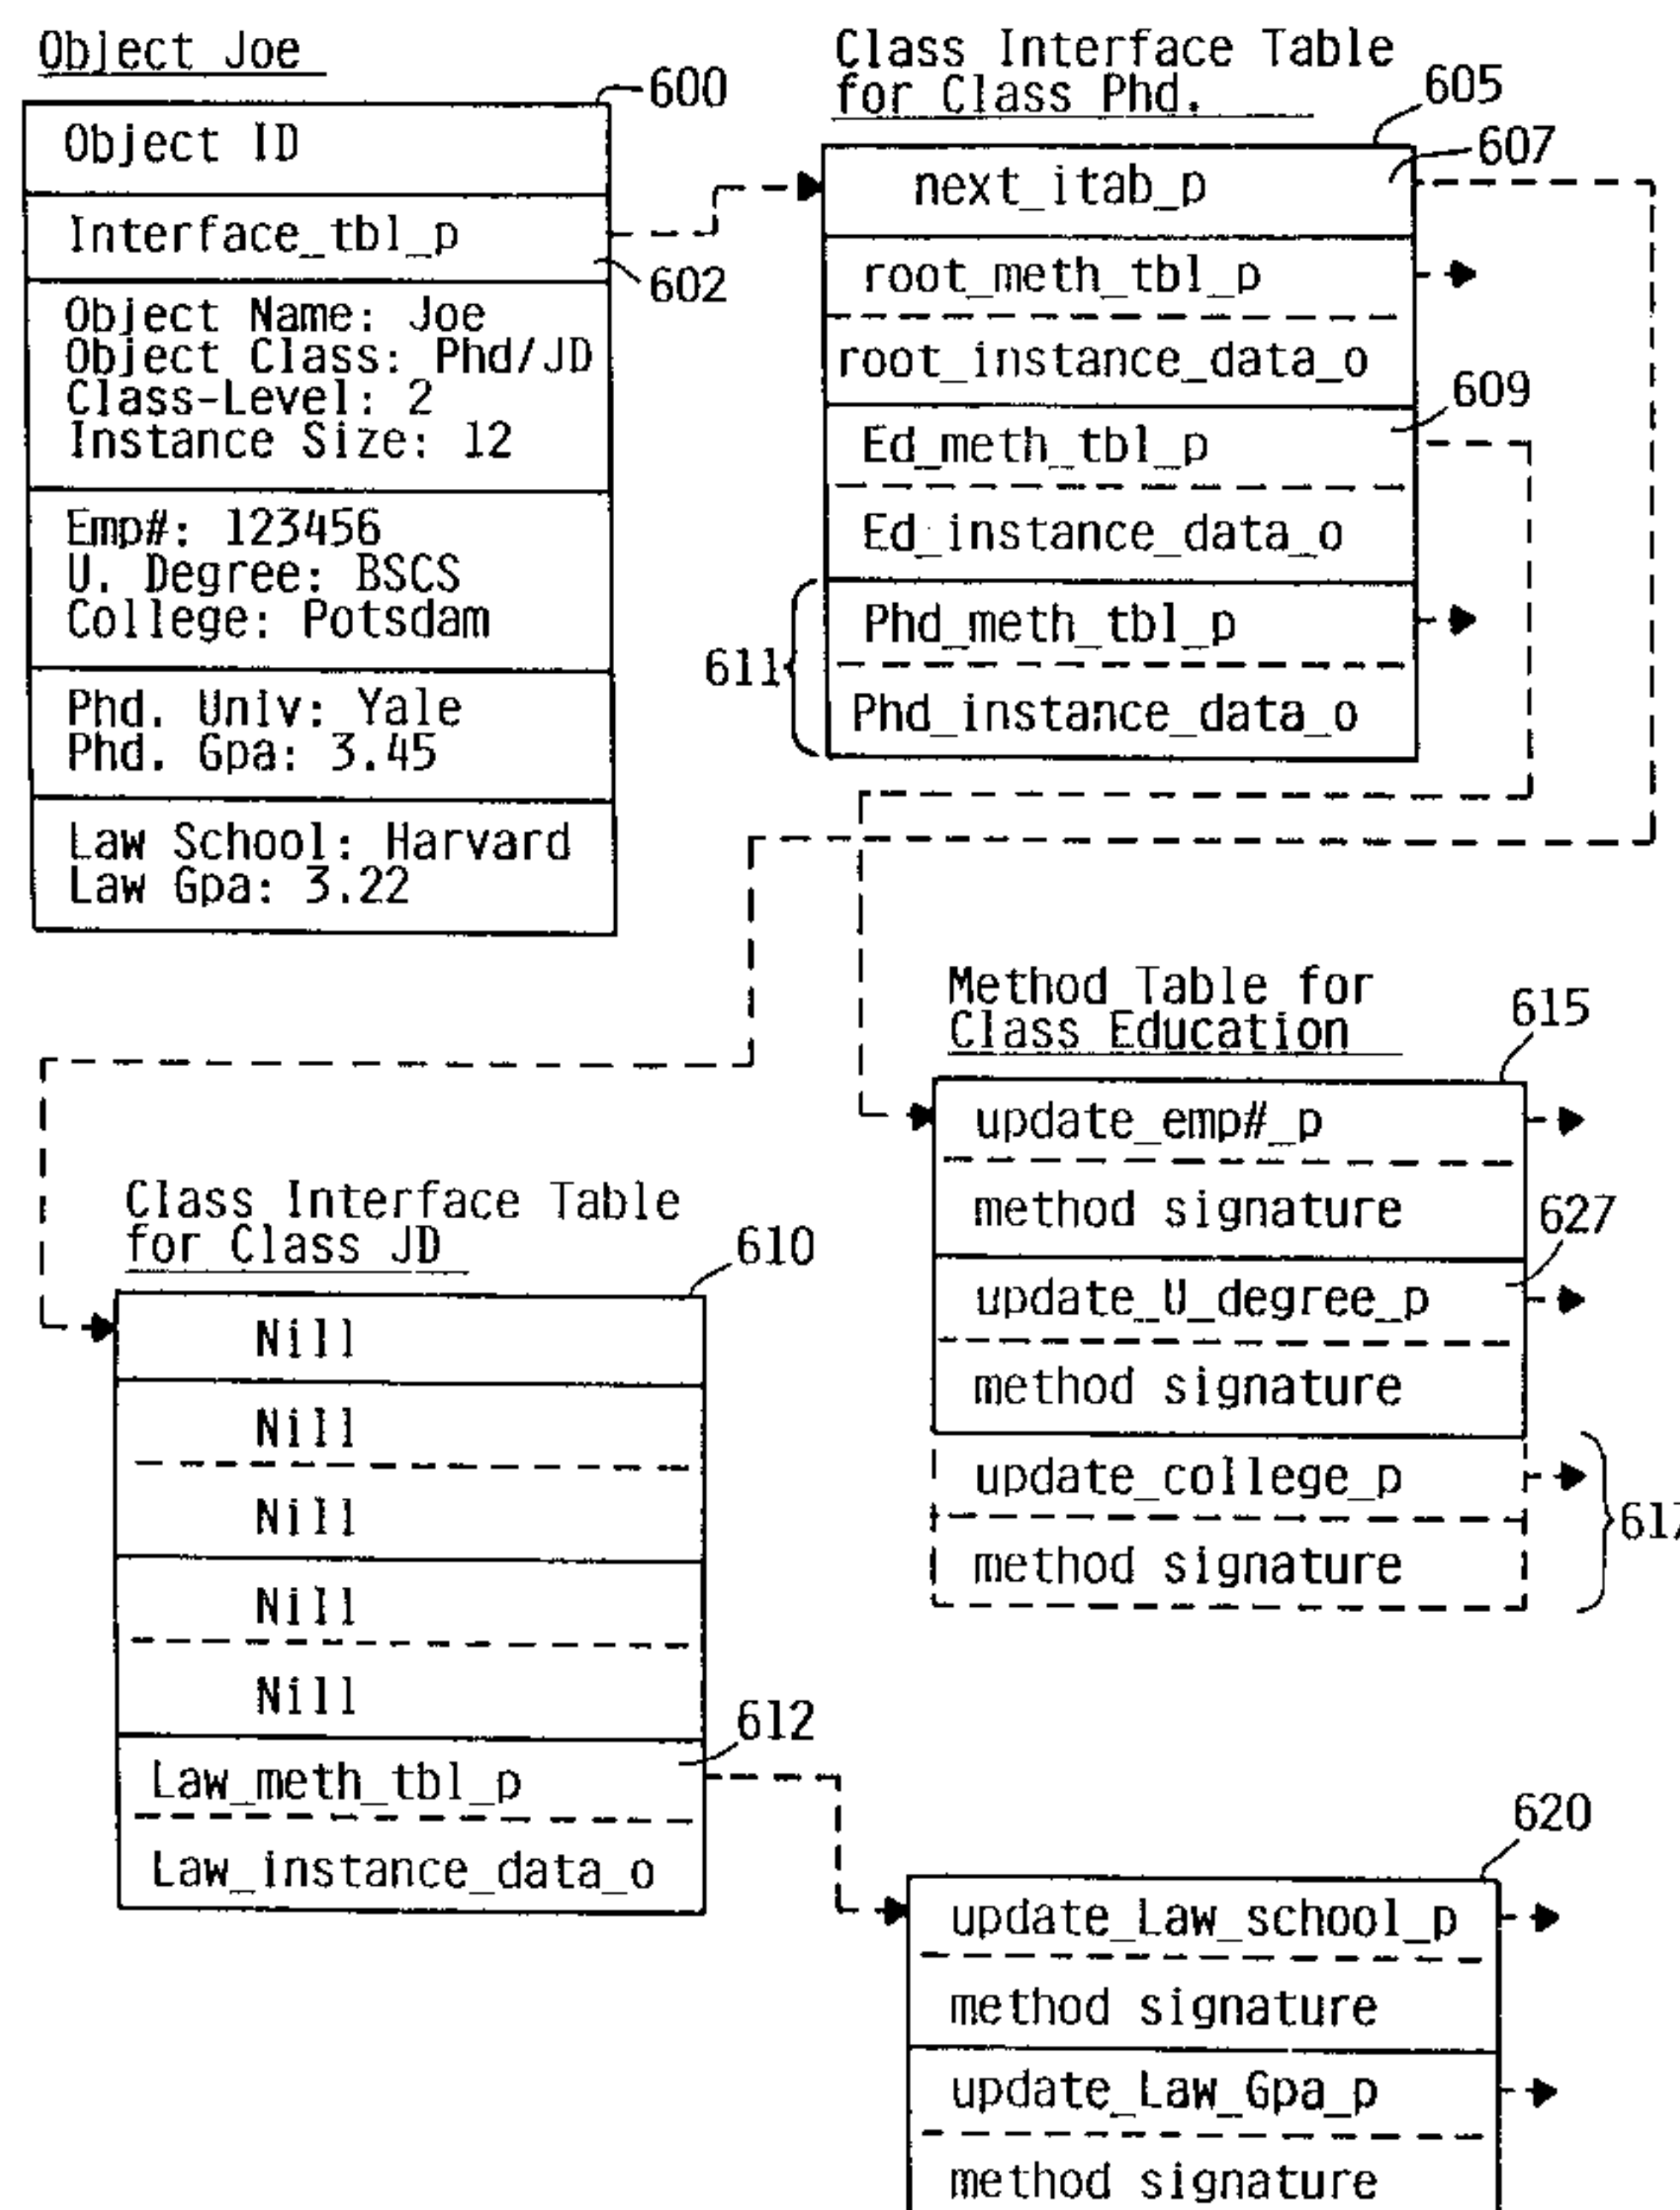 Object Joe
600
Object ID
Interface_tbl_p
602
Object Name: Joe
Object Class: Phd/JD
Class-Level: 2
Instance Size: 12
Emp#: 123456
U. Degree: BSCS
College: Potsdam
Phd. Univ: Yale
Phd. Gpa: 3.45
Law School: Harvard
Law Gpa: 3.22
Class Interface Table
for Class Phd.
605
607
next_itab_p
root_meth_tbl_p
root_instance_data_o
609
Ed_meth_tbl_p
Ed_instance_data_o
611
Phd_meth_tbl_p
Phd_instance_data_o
Method Table for
Class Education
615
update_emp#_p
method signature
627
update_U_degree_p
method signature
update_college_p
617
method signature
Class Interface Table
for Class JD
610
Nill
Nill
Nill
Nill
Nill
612
Law_meth_tbl_p
Law_instance_data_o
620
update_Law_school_p
method signature
update_Law_Gpa_p
method signature